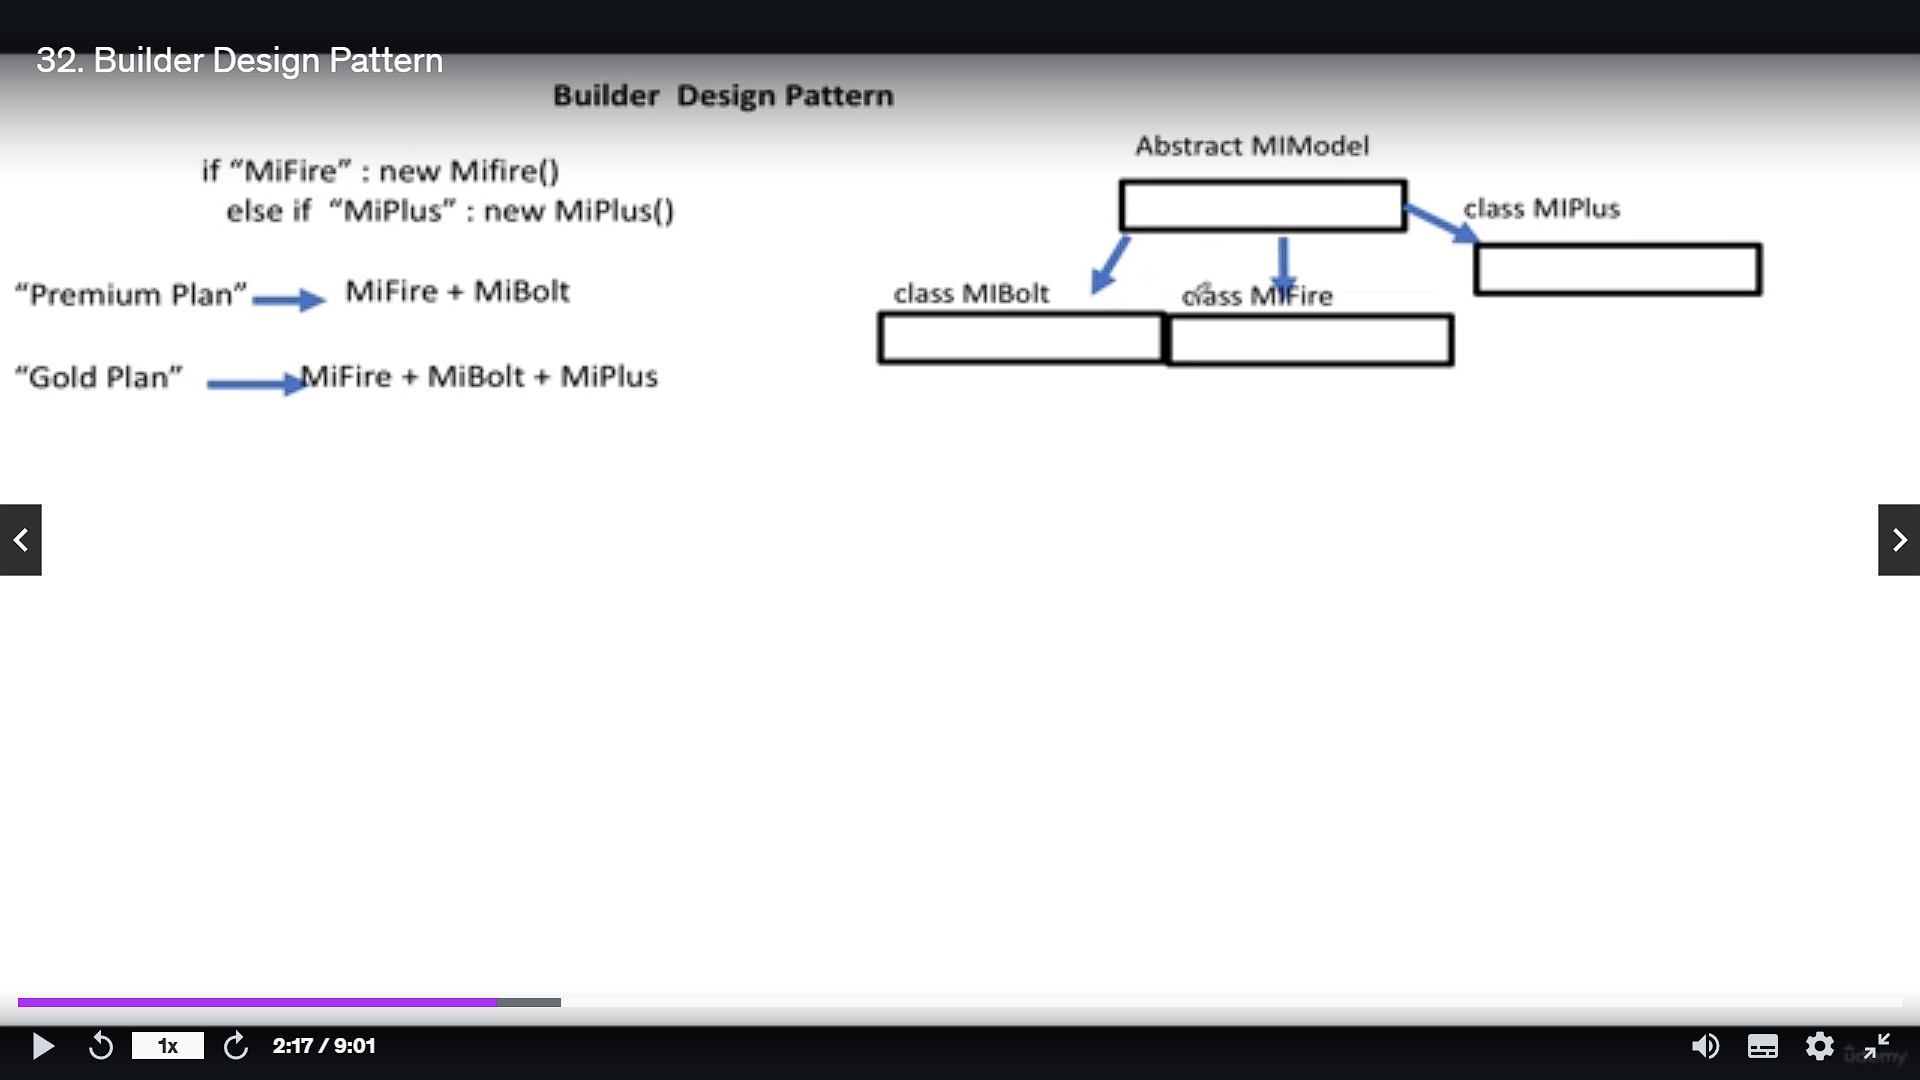 32. Builder Design Pattern
Builder Design Pattern
if “MiFire” : new Mifire()
else if “MiPlus” : new MiPlus()
“Premium Plan” MiFire + MiBolt
“Gold Plan” MiFire + MiBolt + MiPlus
Abstract MIModel
class MIPlus
class MIBolt
class MIFire
1x
2:17 / 9:01
udemy